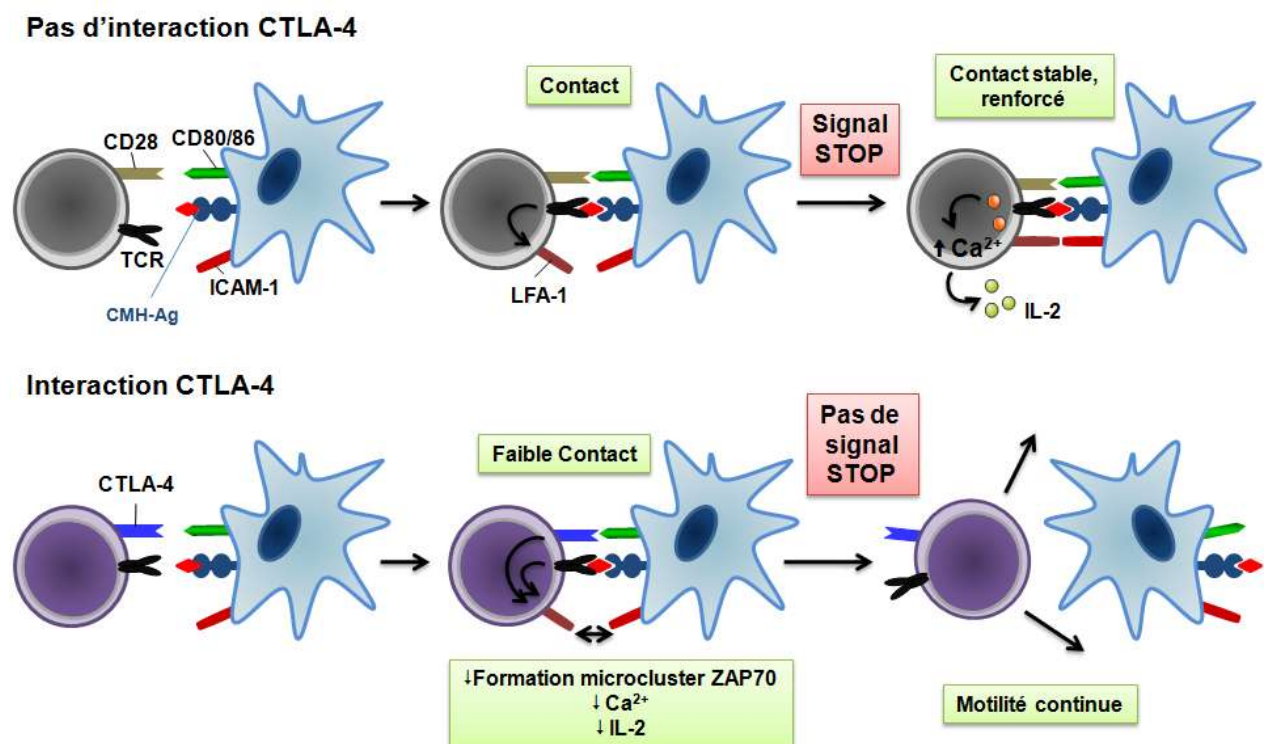 Pas d'interaction CTLA-4
Contact
Contact stable,
renforcé
Signal
STOP
CD28
CD80/86
TCR
ICAM-1
CMH-Ag
LFA-1
↑ Ca²⁺
IL-2
Interaction CTLA-4
Faible Contact
Pas de
signal
STOP
CTLA-4
↓Formation microcluster ZAP70
↓ Ca²⁺
↓ IL-2
Motilité continue